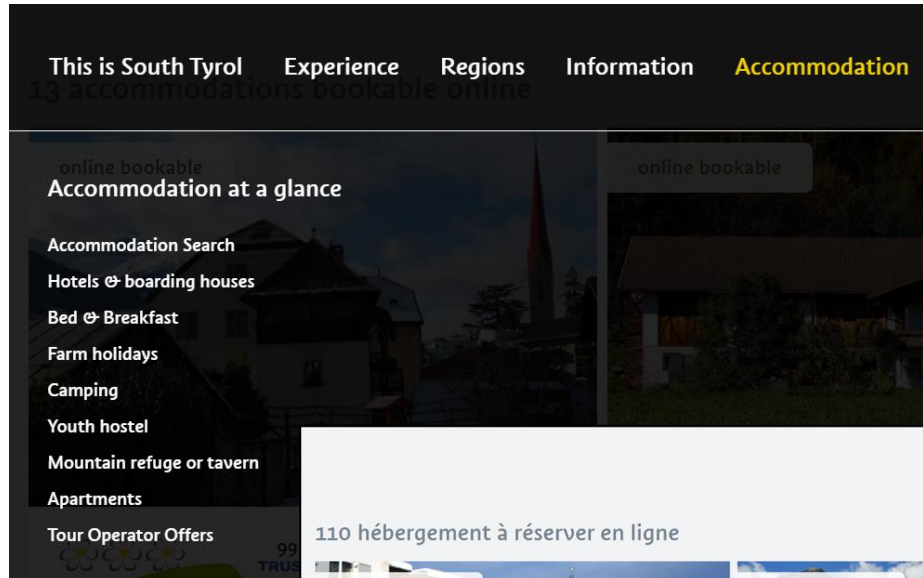 This is South Tyrol Experience Regions Information Accommodation
13 accommodations bookable online
online bookable
online bookable
Accommodation at a glance
Accommodation Search
Hotels & boarding houses
Bed & Breakfast
Farm holidays
Camping
Youth hostel
Mountain refuge or tavern
Apartments
Tour Operator Offers
99
TRUS
110 hébergement à réserver en ligne